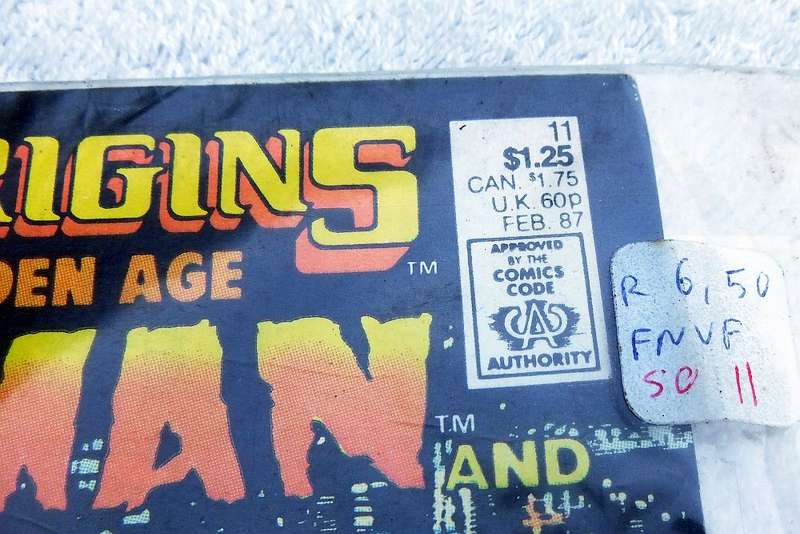 RIGINS
TM
DEN AGE
MAN
TM
AND
11
$1.25
CAN. $1.75
U.K. 60p
FEB. 87
APPROVED
BY THE
COMICS
CODE
CA
AUTHORITY
R 6,50
FNVF
SO 11